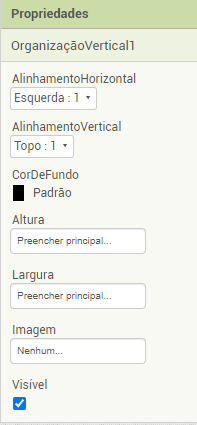 Propriedades
OrganizaçãoVertical1
AlinhamentoHorizontal
Esquerda : 1
AlinhamentoVertical
Topo : 1
CorDeFundo
Padrão
Altura
Preencher principal...
Largura
Preencher principal...
Imagem
Nenhum...
Visível